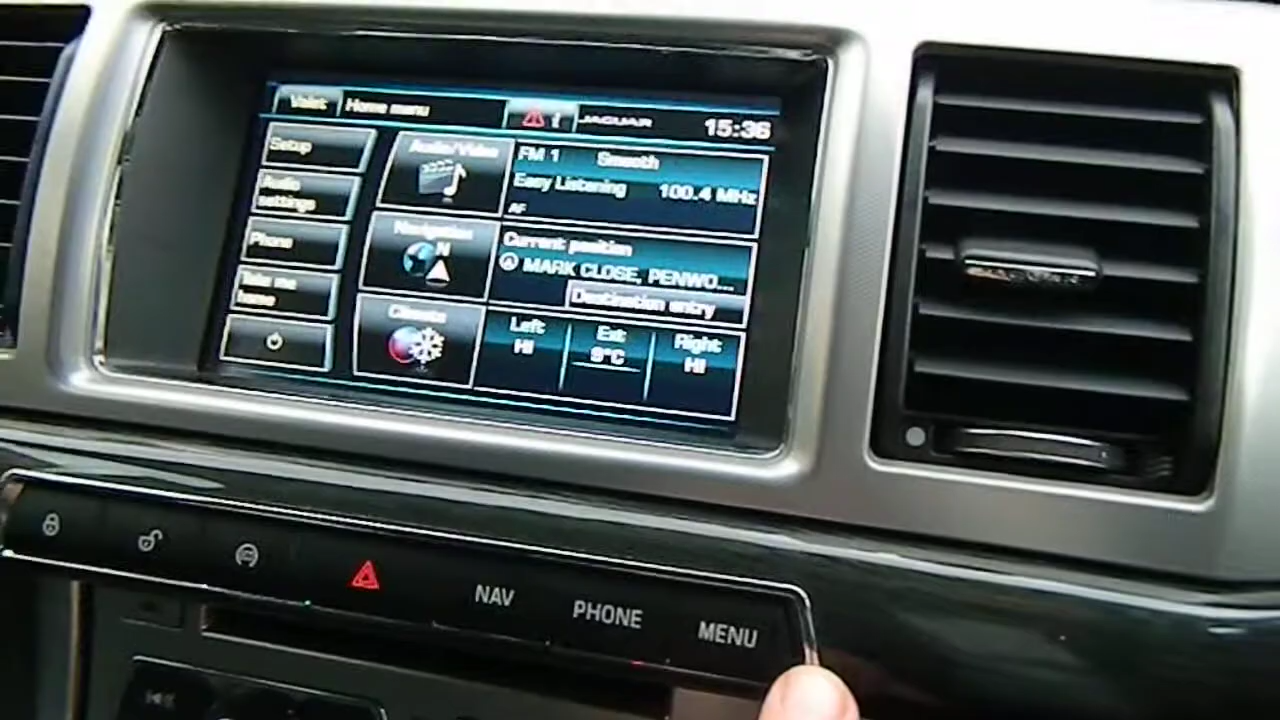 Valet
Home menu
JAGUAR
15:36
Setup
Audio
settings
Phone
Take me
home
Audio/Video
FM 1 Smooth
Easy Listening 100.4 MHz
AF
Navigation
N
Current position
MARK CLOSE, PENWO...
Destination entry
Climate
Left
HI
Ext
9°C
Right
HI
NAV
PHONE
MENU